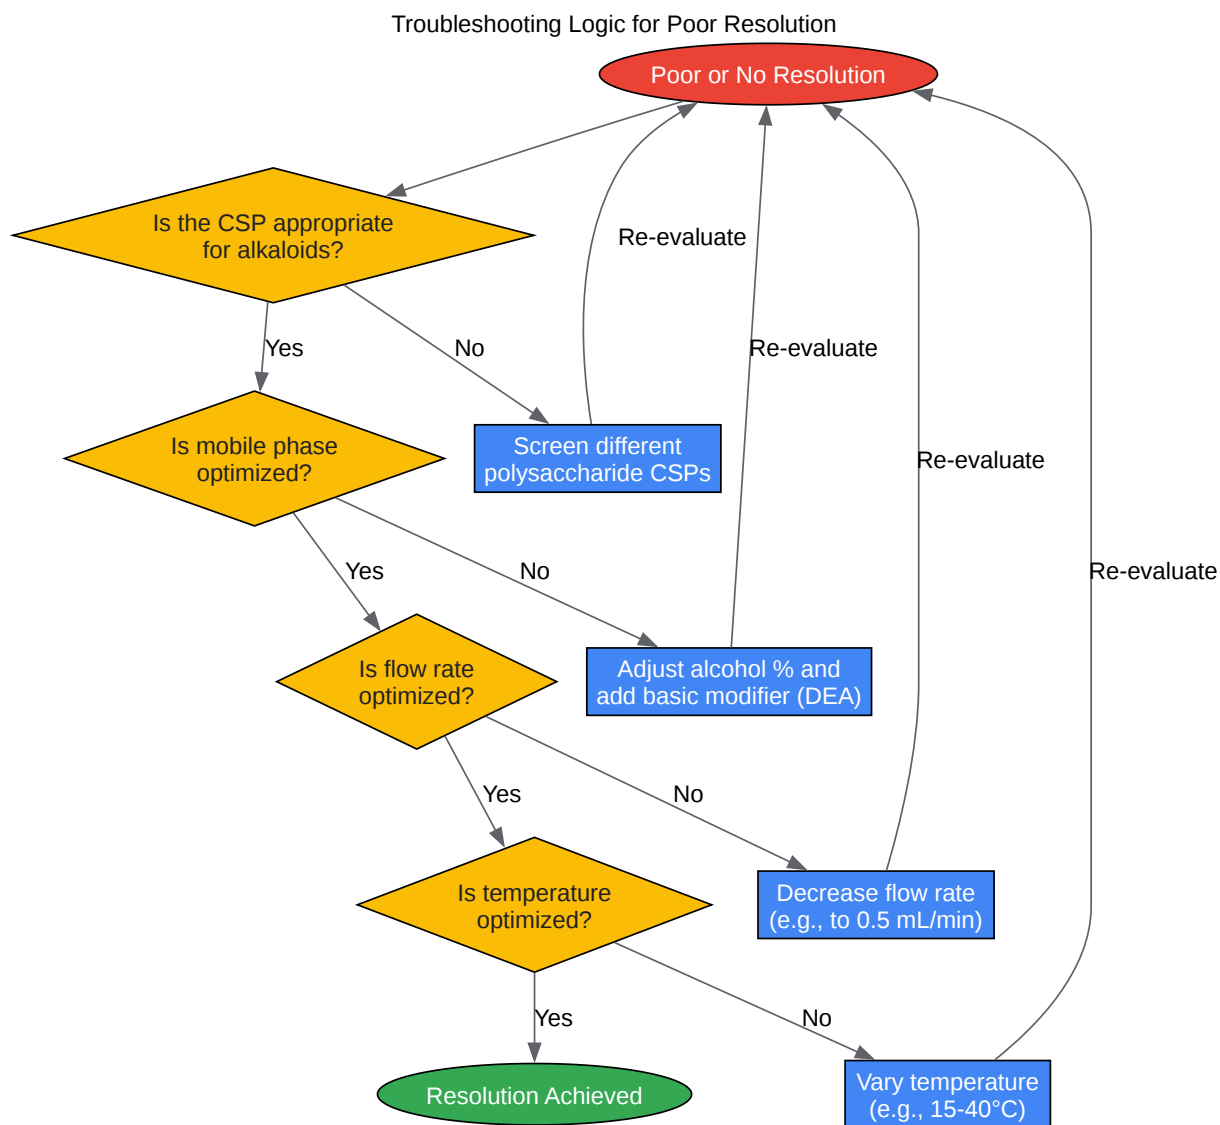 Troubleshooting Logic for Poor Resolution
Poor or No Resolution
Is the CSP appropriate
for alkaloids?
Re-evaluate
Yes
No
Re-evaluate
Is mobile phase
optimized?
Screen different
polysaccharide CSPs
Re-evaluate
Yes
No
Re-evaluate
Is flow rate
optimized?
Adjust alcohol % and
add basic modifier (DEA)
Yes
No
Is temperature
optimized?
Decrease flow rate
(e.g., to 0.5 mL/min)
Yes
No
Resolution Achieved
Vary temperature
(e.g., 15-40°C)